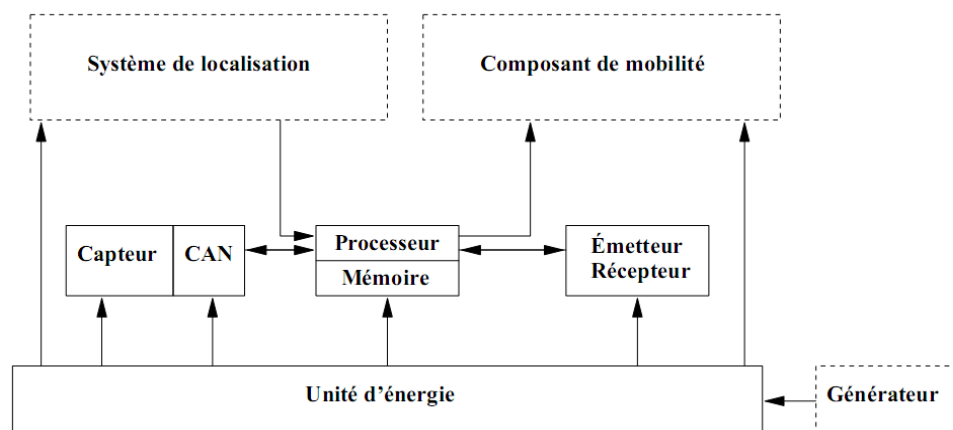 Système de localisation
Composant de mobilité
Capteur
CAN
Processeur
Mémoire
Émetteur
Récepteur
Unité d'énergie
Générateur